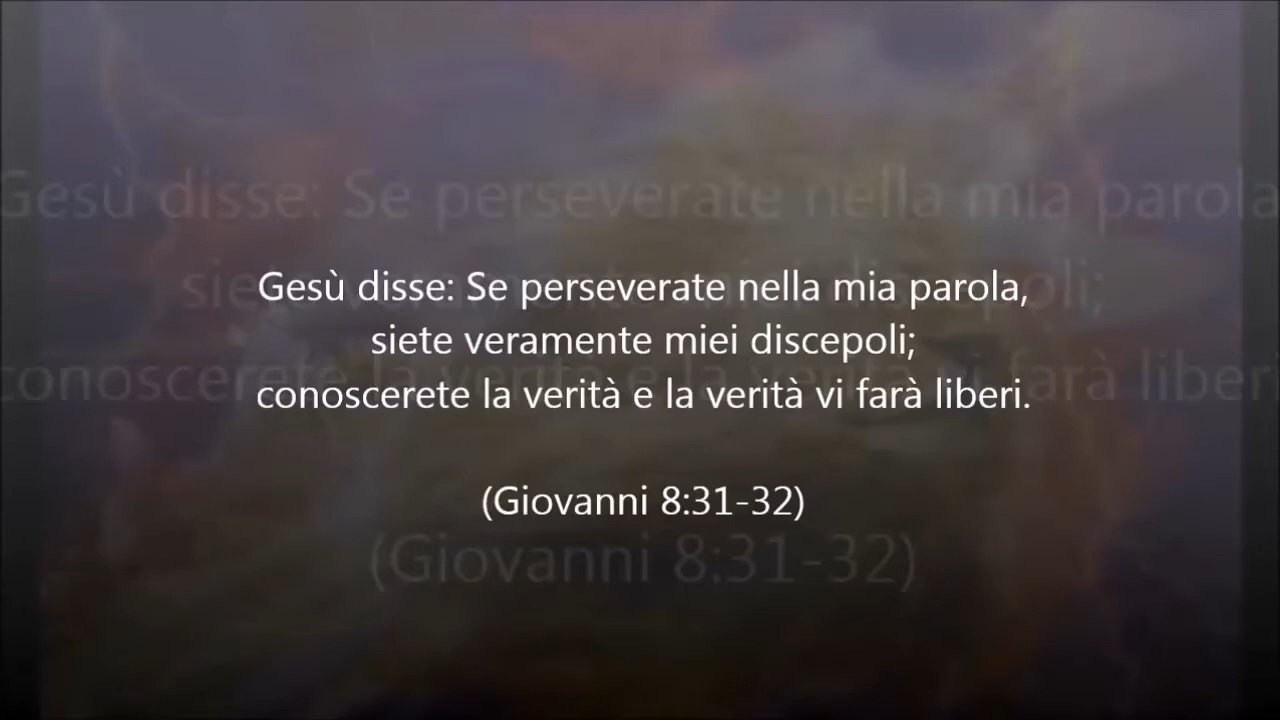 Gesù disse: Se perseverate nella mia parola,
siete veramente miei discepoli;
conoscerete la verità e la verità vi farà liberi.
(Giovanni 8:31-32)